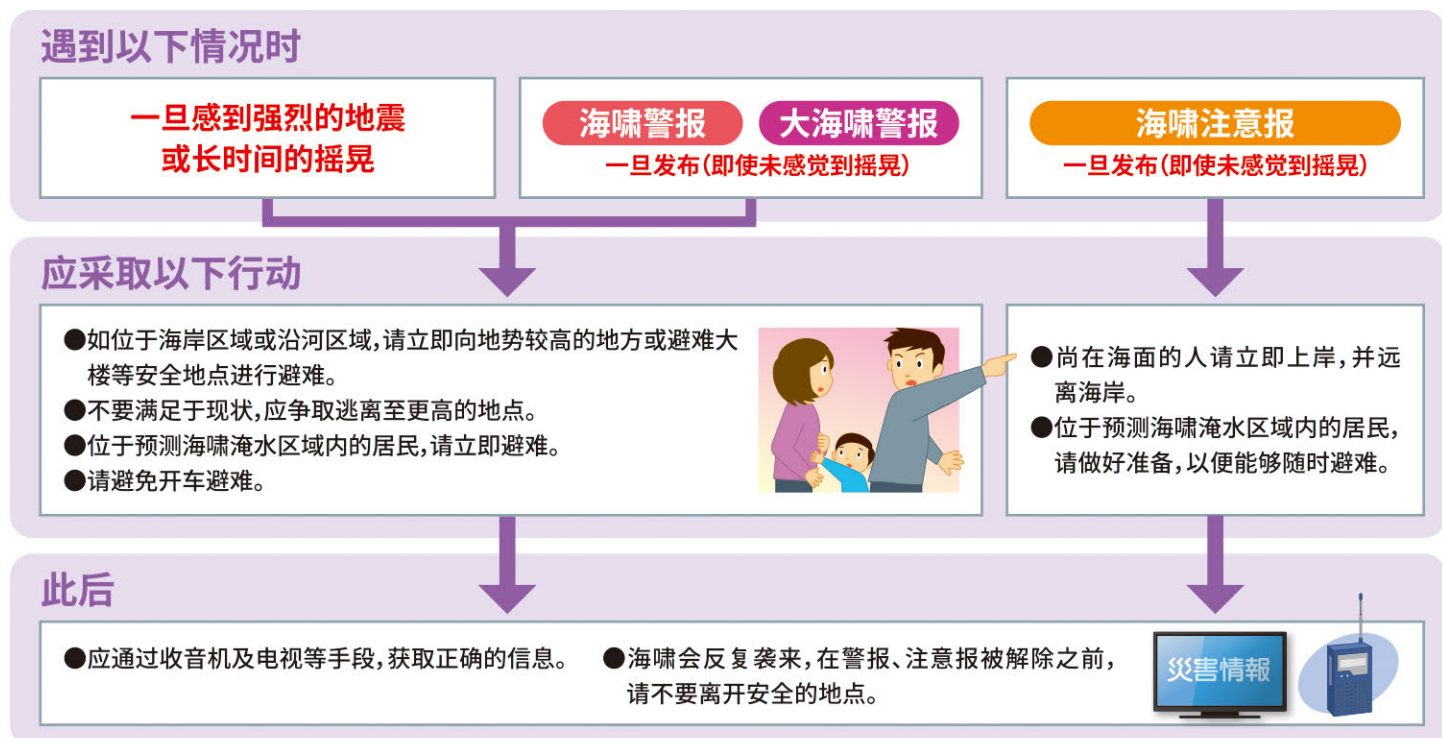 遇到以下情况时
一旦感到强烈的地震
或长时间的摇晃
海啸警报
大海啸警报
一旦发布(即使未感觉到摇晃)
海啸注意报
一旦发布(即使未感觉到摇晃)
应采取以下行动
●如位于海岸区域或沿河区域,请立即向地势较高的地方或避难大
楼等安全地点进行避难。
●不要满足于现状,应争取逃离至更高的地点。
●位于预测海啸淹水区域内的居民,请立即避难。
●请避免开车避难。
●尚在海面的人请立即上岸,并远
离海岸。
●位于预测海啸淹水区域内的居民,
请做好准备,以便能够随时避难。
此后
●应通过收音机及电视等手段,获取正确的信息。
●海啸会反复袭来,在警报、注意报被解除之前,
请不要离开安全的地点。
災害情報